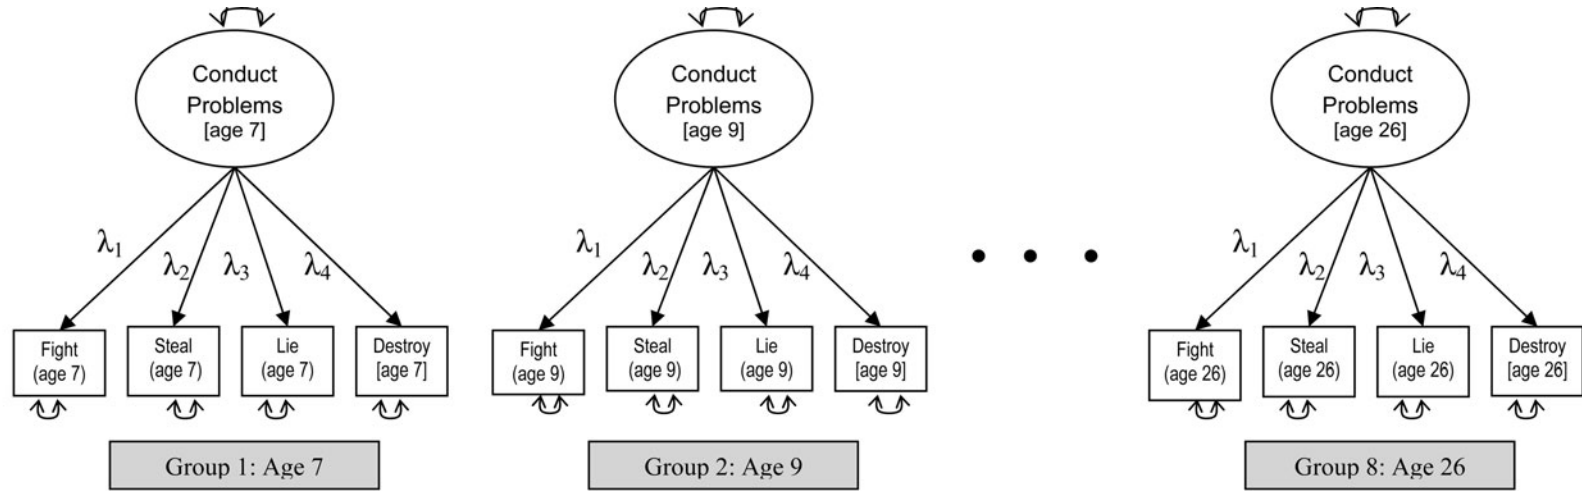 Conduct
Problems
[age 7]
λ1
λ2
λ3
λ4
Fight
(age 7)
Steal
(age 7)
Lie
(age 7)
Destroy
[age 7]
Group 1: Age 7
Conduct
Problems
[age 9]
λ1
λ2
λ3
λ4
Fight
(age 9)
Steal
(age 9)
Lie
(age 9)
Destroy
[age 9]
Group 2: Age 9
• • •
Conduct
Problems
[age 26]
λ1
λ2
λ3
λ4
Fight
(age 26)
Steal
(age 26)
Lie
(age 26)
Destroy
[age 26]
Group 8: Age 26